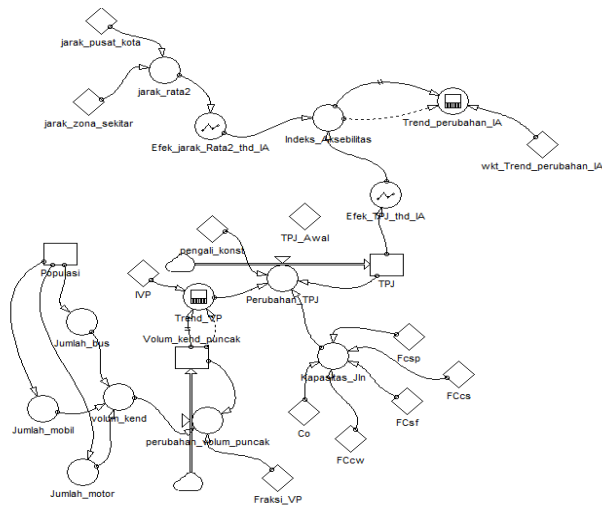 jarak_pusat_kota
jarak_rata2
jarak_zona_sekitar
Efek_jarak_Rata2_thd_IA
Indeks_Aksebilitas
Trend_perubahan_IA
wkt_Trend_perubahan_IA
Efek_TPJ_thd_IA
TPJ_Awal
pengali_konst
Populasi
IVP
Trend_VP
Perubahan_TPJ
TPJ
Jumlah_bus
Volum_kend_puncak
Fcsp
Kapasitas_Jln
FCcs
Jumlah_mobil
volum_kend
perubahan_volum_puncak
Co
FCsf
FCcw
Jumlah_motor
Fraksi_VP